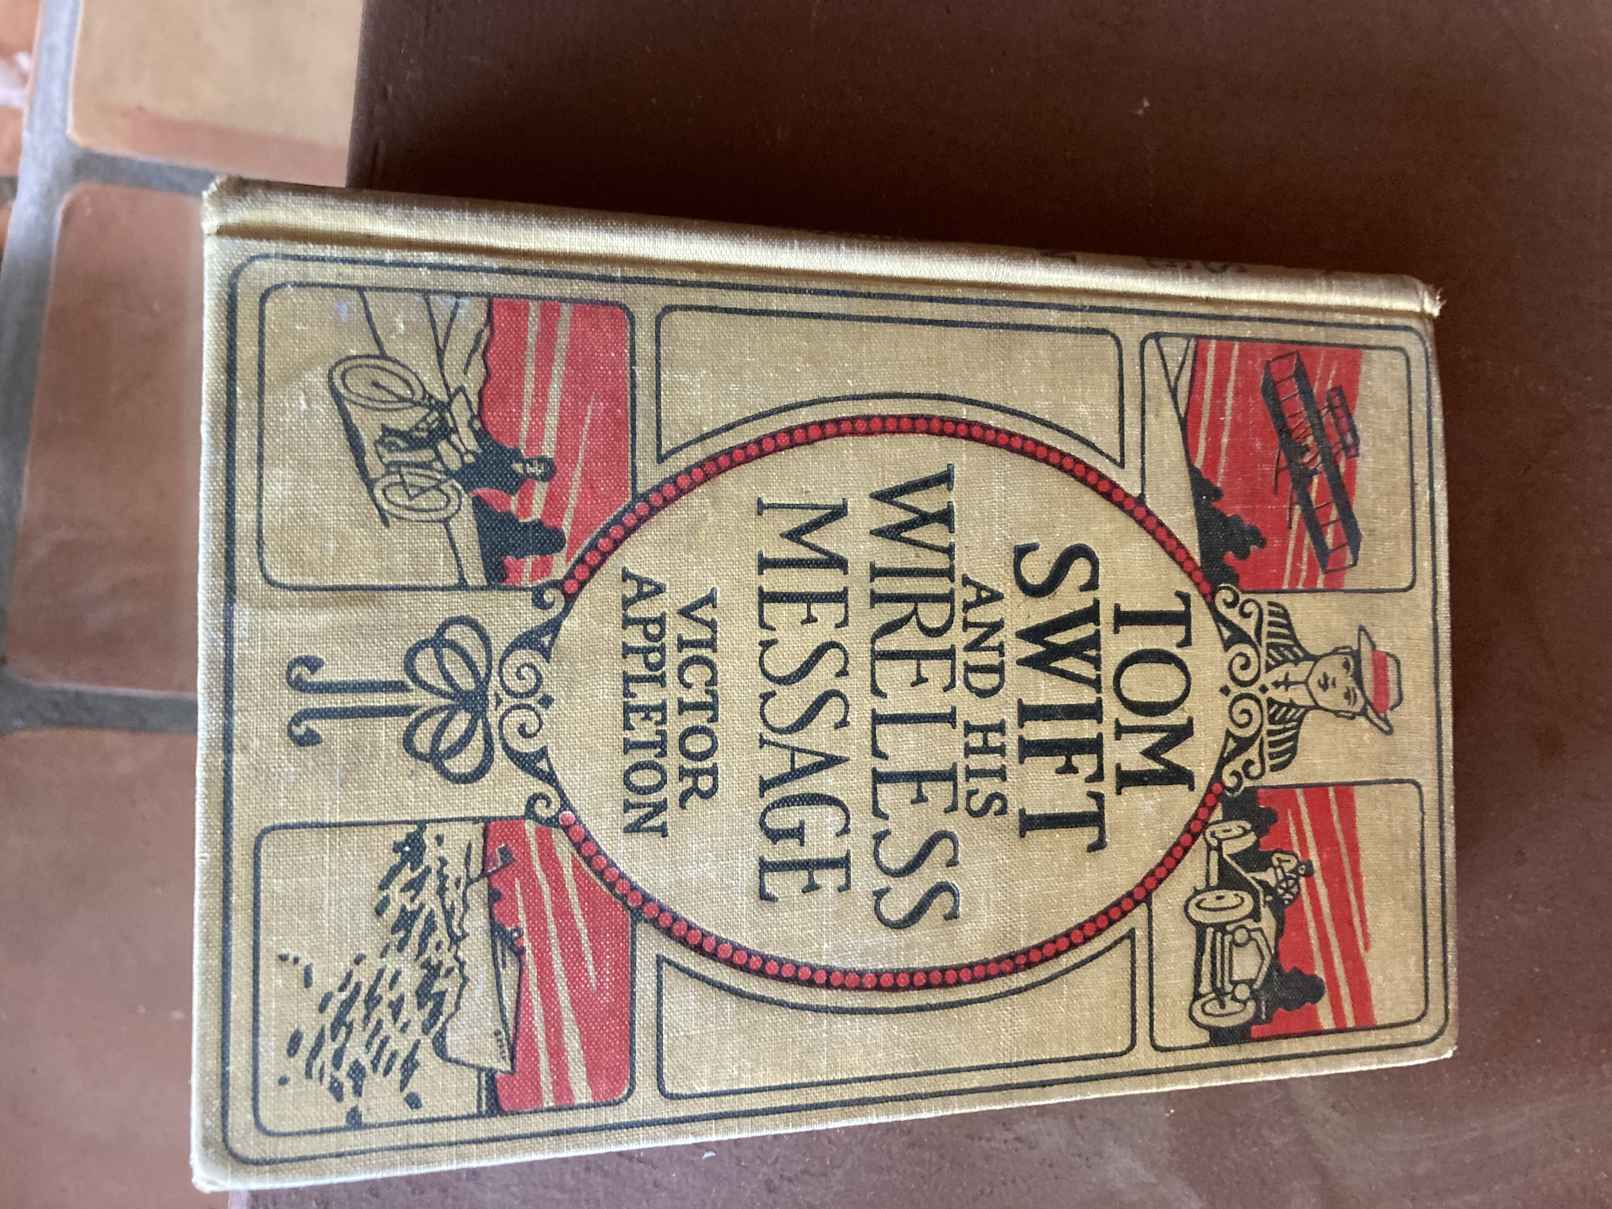 TOM
SWIFT
AND HIS
WIRELESS
MESSAGE
VICTOR
APPLETON